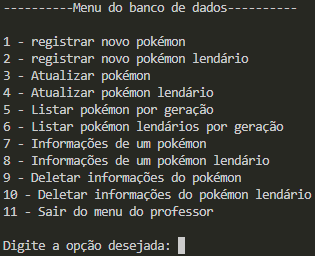 ----------Menu do banco de dados----------
1 - registrar novo pokémon
2 - registrar novo pokémon lendário
3 - Atualizar pokémon
4 - Atualizar pokémon lendário
5 - Listar pokémon por geração
6 - Listar pokémon lendários por geração
7 - Informações de um pokémon
8 - Informações de um pokémon lendário
9 - Deletar informações do pokémon
10 - Deletar informações do pokémon lendário
11 - Sair do menu do professor
Digite a opção desejada: